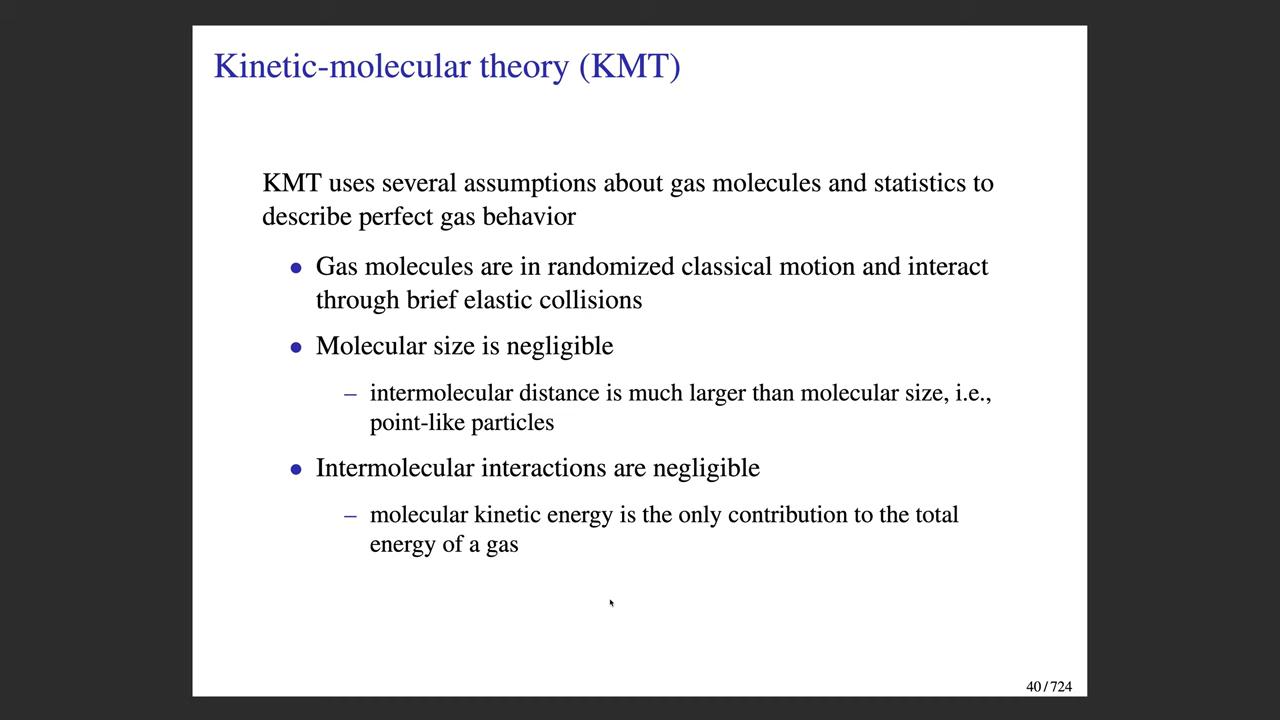 Kinetic-molecular theory (KMT)
KMT uses several assumptions about gas molecules and statistics to
describe perfect gas behavior
• Gas molecules are in randomized classical motion and interact
through brief elastic collisions
• Molecular size is negligible
– intermolecular distance is much larger than molecular size, i.e.,
point-like particles
• Intermolecular interactions are negligible
– molecular kinetic energy is the only contribution to the total
energy of a gas
40 / 724